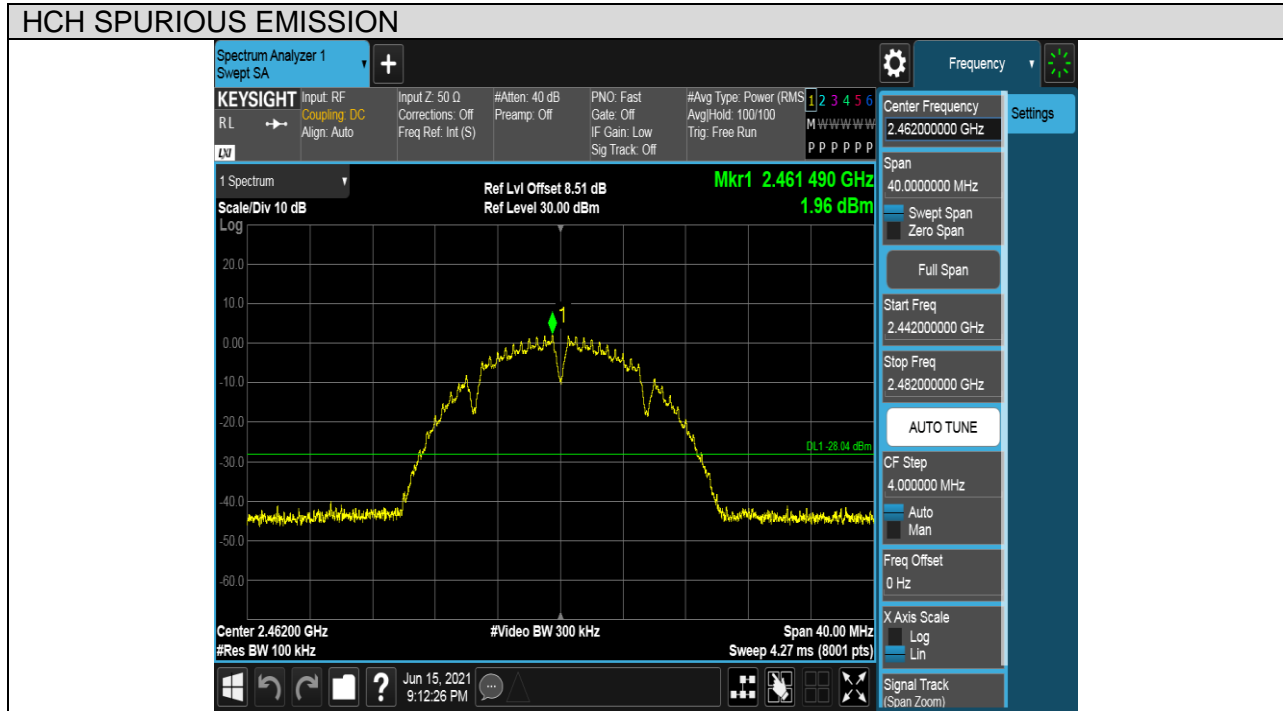 HCH SPURIOUS EMISSION
Spectrum Analyzer 1
Swept SA
+
Frequency
KEYSIGHT
RL
LXI
Input: RF
Coupling: DC
Align: Auto
Input Z: 50 Ω
Corrections: Off
Freq Ref: Int (S)
#Atten: 40 dB
Preamp: Off
PNO: Fast
Gate: Off
IF Gain: Low
Sig Track: Off
#Avg Type: Power (RMS
Avg|Hold: 100/100
Trig: Free Run
1 2 3 4 5 6
M W W W W W
P P P P P P
1 Spectrum
Scale/Div 10 dB
Ref Lvl Offset 8.51 dB
Ref Level 30.00 dBm
Mkr1 2.461 490 GHz
1.96 dBm
Log
20.0
10.0
0.00
-10.0
-20.0
-30.0
-40.0
-50.0
-60.0
1
DL1 -28.04 dBm
Center 2.46200 GHz
#Res BW 100 kHz
#Video BW 300 kHz
Span 40.00 MHz
Sweep 4.27 ms (8001 pts)
Center Frequency
2.462000000 GHz
Settings
Span
40.0000000 MHz
Swept Span
Zero Span
Full Span
Start Freq
2.442000000 GHz
Stop Freq
2.482000000 GHz
AUTO TUNE
CF Step
4.000000 MHz
Auto
Man
Freq Offset
0 Hz
X Axis Scale
Log
Lin
Signal Track
(Span Zoom)
?
Jun 15, 2021
9:12:26 PM